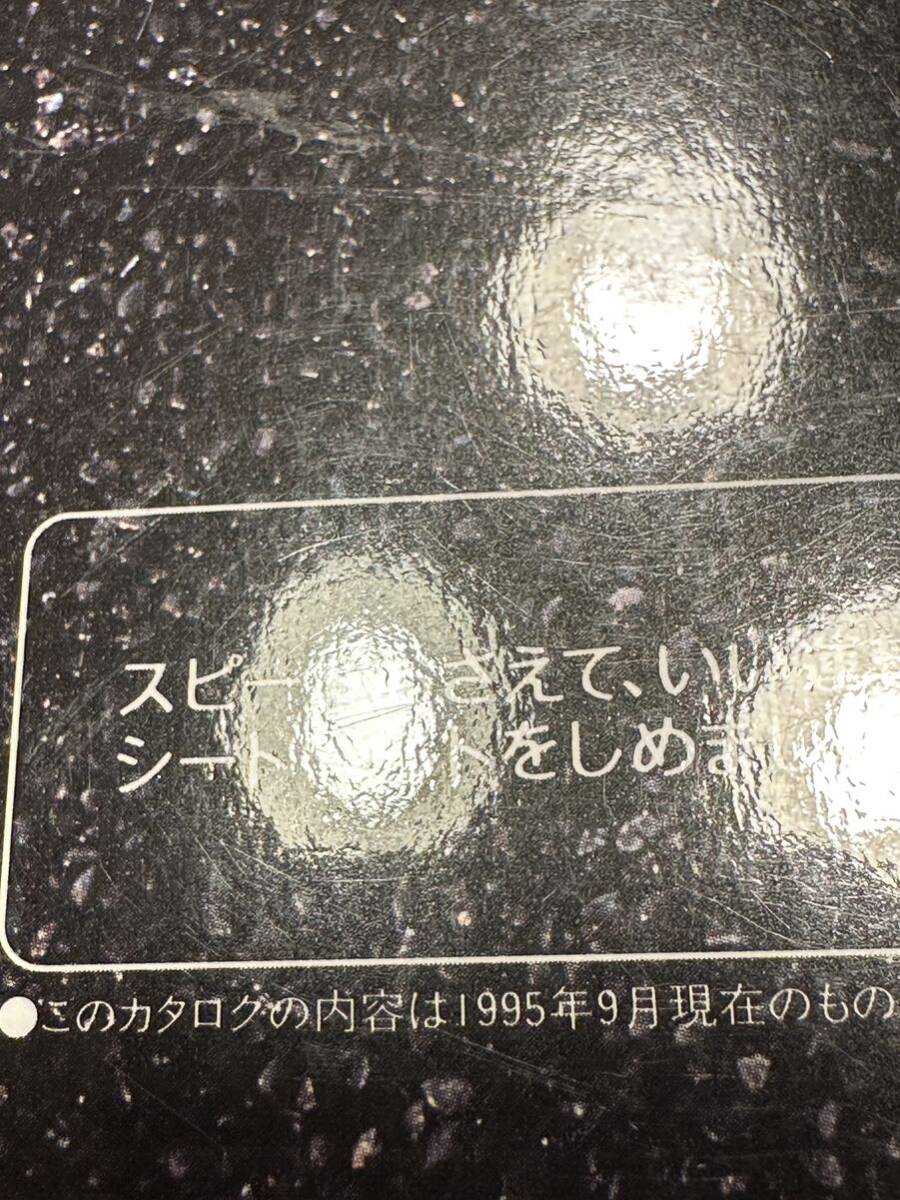 スピー さえて、いい
シート トをしめま
●このカタログの内容は1995年9月現在のもの